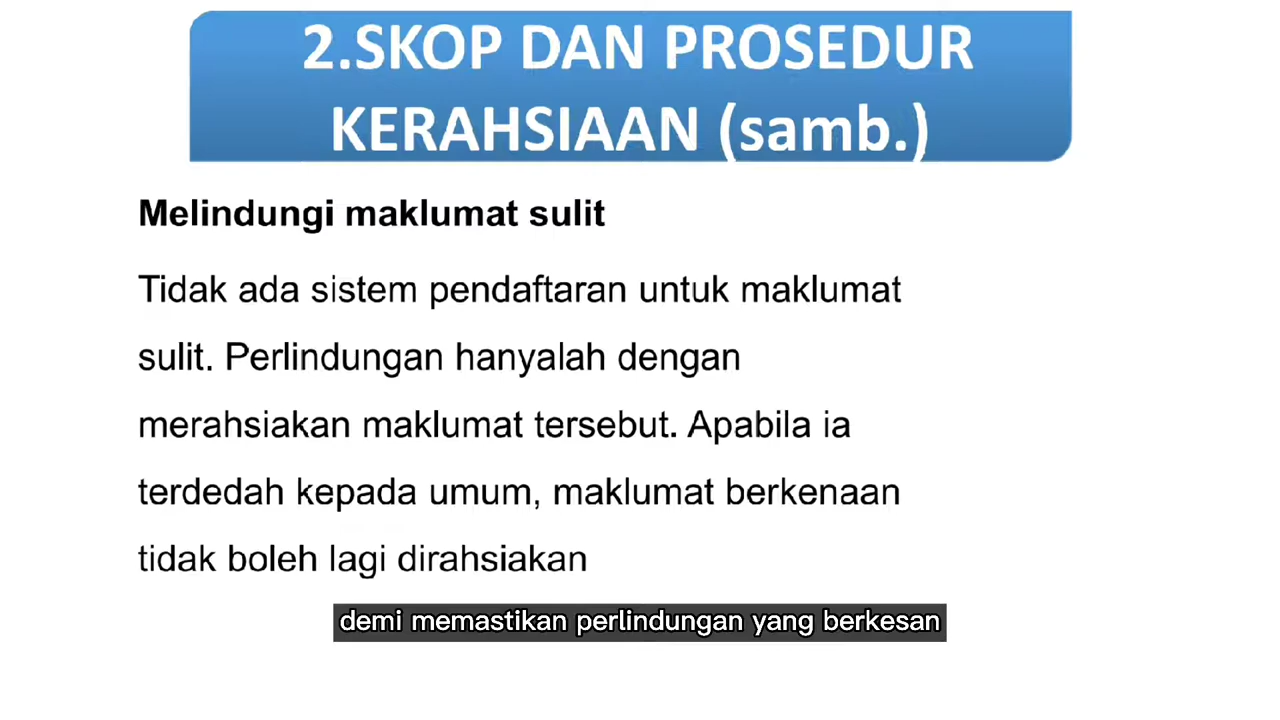 2.SKOP DAN PROSEDUR
KERAHSIAAN (samb.)
Melindungi maklumat sulit
Tidak ada sistem pendaftaran untuk maklumat
sulit. Perlindungan hanyalah dengan
merahsiakan maklumat tersebut. Apabila ia
terdedah kepada umum, maklumat berkenaan
tidak boleh lagi dirahsiakan
demi memastikan perlindungan yang berkesan